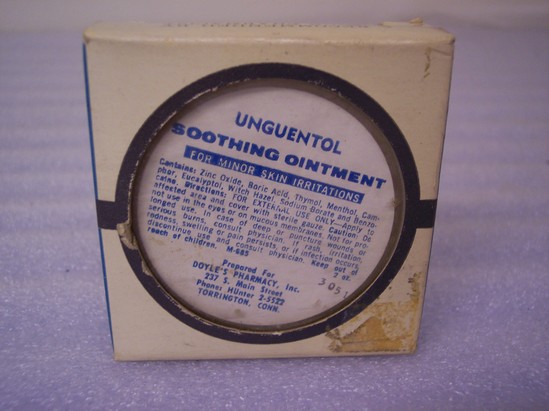 UNGUENTOL
SOOTHING OINTMENT
FOR MINOR SKIN IRRITATIONS
Contains: Zinc Oxide, Boric Acid, Thymol, Menthol, Cam-
phor, Eucalyptol, Witch Hazel, Sodium Borate and Benzo-
caine. Directions: FOR EXTERNAL USE ONLY—Apply to
affected area and cover with sterile gauze. Caution: Do
not use in the eyes or on mucous membranes. Not for pro-
longed use. In case of deep or puncture wounds or
serious burns, consult physician. If rash, irritation,
redness, swelling or pain persists, or if infection occurs
discontinue use and consult physician. Keep out of
reach of children. M-685 2 oz.
Prepared For
DOYLE'S PHARMACY, Inc.
237 S. Main Street
Phone: HUnter 2-5522
TORRINGTON, CONN.